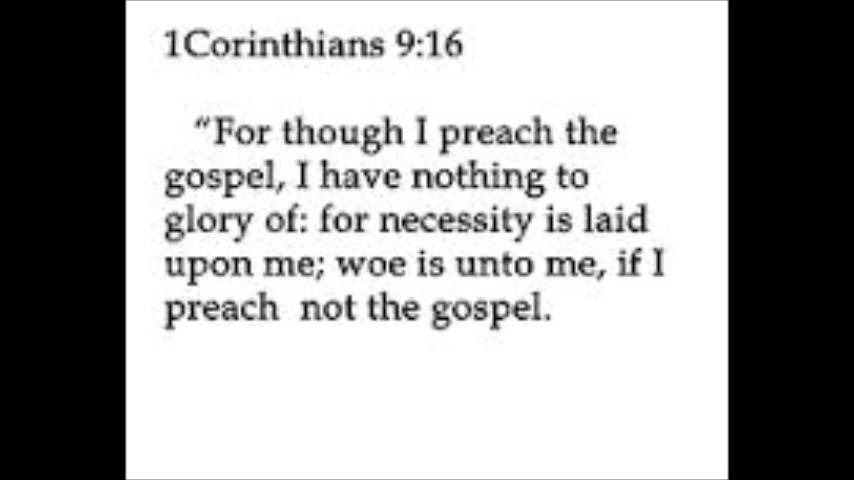 1Corinthians 9:16
“For though I preach the
gospel, I have nothing to
glory of: for necessity is laid
upon me; woe is unto me, if I
preach  not the gospel.